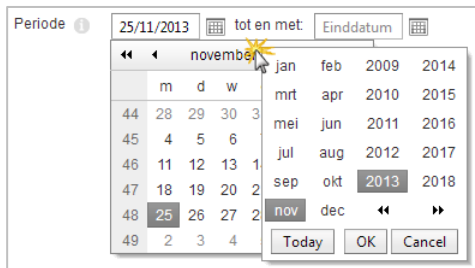 Periode 25/11/2013 tot en met: Einddatum
november
m d w
44 28 29 30
45 4 5 6
46 11 12 13
47 18 19 20
48 25 26 27
49 2 3 4
jan feb 2009 2014
mrt apr 2010 2015
mei jun 2011 2016
jul aug 2012 2017
sep okt 2013 2018
nov dec
Today OK Cancel